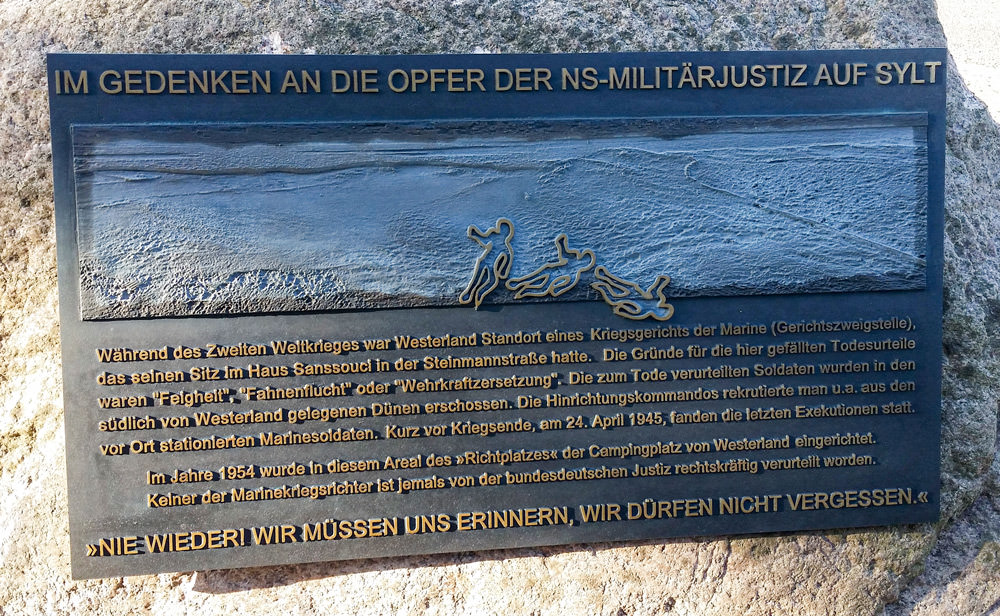 IM GEDENKEN AN DIE OPFER DER NS-MILITÄRJUSTIZ AUF SYLT
Während des Zweiten Weltkrieges war Westerland Standort eines Kriegsgerichts der Marine (Gerichtszweigstelle),
das seinen Sitz im Haus Sanssouci in der Steinmannstraße hatte. Die Gründe für die hier gefällten Todesurteile
waren "Feigheit", "Fahnenflucht" oder "Wehrkraftzersetzung". Die zum Tode verurteilten Soldaten wurden in den
südlich von Westerland gelegenen Dünen erschossen. Die Hinrichtungskommandos rekrutierte man u.a. aus den
vor Ort stationierten Marinesoldaten. Kurz vor Kriegsende, am 24. April 1945, fanden die letzten Exekutionen statt.
Im Jahre 1954 wurde in diesem Areal des »Richtplatzes« der Campingplatz von Westerland eingerichtet.
Keiner der Marinekriegsrichter ist jemals von der bundesdeutschen Justiz rechtskräftig verurteilt worden.
»NIE WIEDER! WIR MÜSSEN UNS ERINNERN, WIR DÜRFEN NICHT VERGESSEN.«